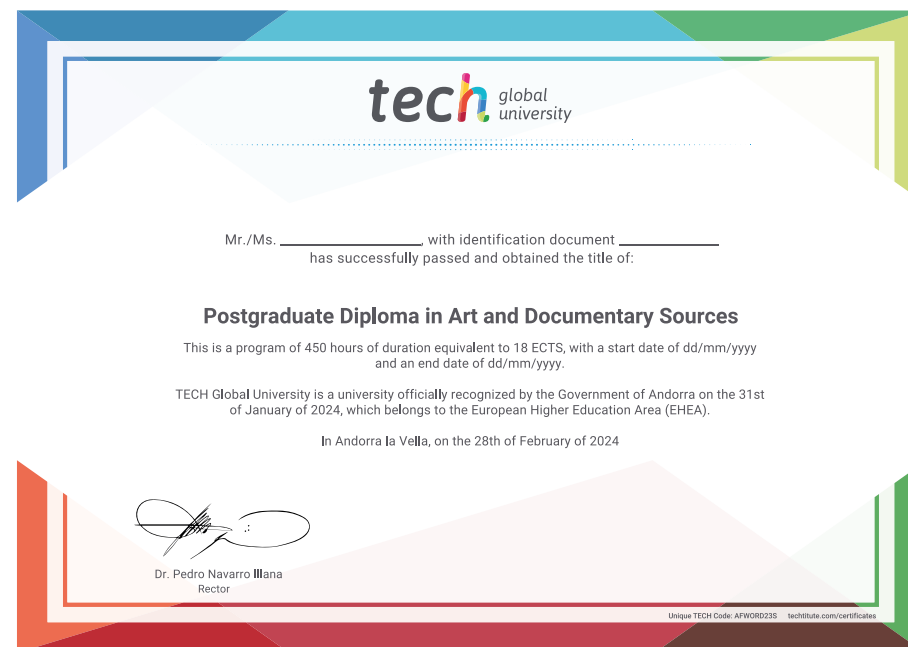 tech global university
Mr./Ms. ____________________, with identification document ______________
has successfully passed and obtained the title of:
Postgraduate Diploma in Art and Documentary Sources
This is a program of 450 hours of duration equivalent to 18 ECTS, with a start date of dd/mm/yyyy
and an end date of dd/mm/yyyy.
TECH Global University is a university officially recognized by the Government of Andorra on the 31st
of January of 2024, which belongs to the European Higher Education Area (EHEA).
In Andorra la Vella, on the 28th of February of 2024
Dr. Pedro Navarro Illana
Rector
Unique TECH Code: AFWORD23S techtitute.com/certificates